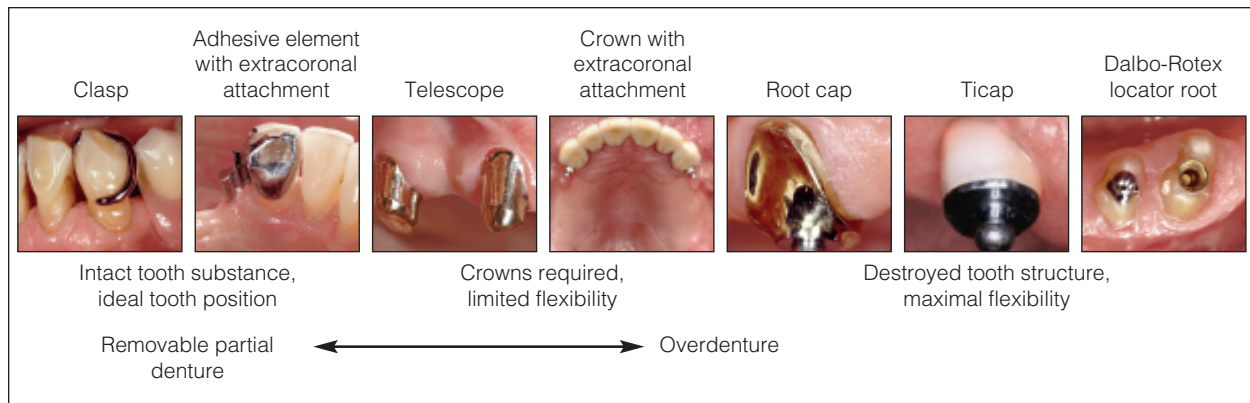 Clasp
Adhesive element
with extracoronal
attachment
Telescope
Crown with
extracoronal
attachment
Root cap
Ticap
Dalbo-Rotex
locator root
Intact tooth substance,
ideal tooth position
Crowns required,
limited flexibility
Destroyed tooth structure,
maximal flexibility
Removable partial
denture
Overdenture